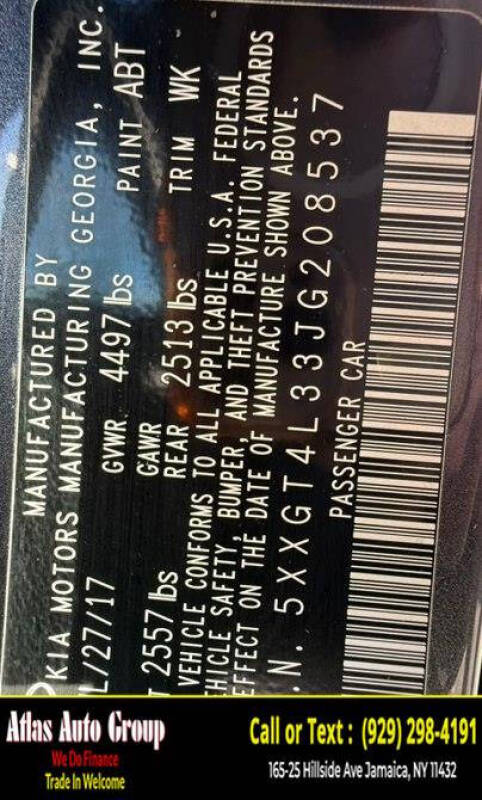 MANUFACTURED BY
KIA MOTORS MANUFACTURING GEORGIA, INC.
L/27/17 GVWR 4497 lbs PAINT ABT
GAWR
T 2557 lbs REAR 2513 lbs TRIM WK
VEHICLE CONFORMS TO ALL APPLICABLE U.S.A. FEDERAL
EHICLE SAFETY, BUMPER, AND THEFT PREVENTION STANDARDS
EFFECT ON THE DATE OF MANUFACTURE SHOWN ABOVE.
.N. 5XXGT4L33JG208537
PASSENGER CAR
Atlas Auto Group
We Do Finance
Trade In Welcome
Call or Text : (929) 298-4191
165-25 Hillside Ave Jamaica, NY 11432